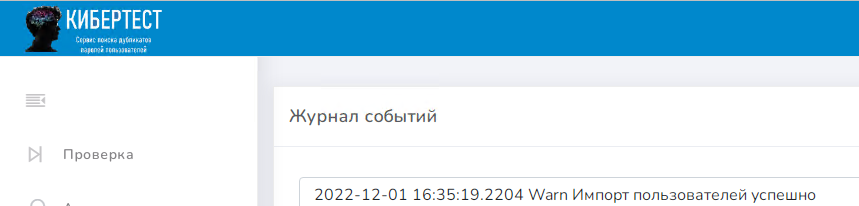 КИБЕРТЕСТ
Сервис поиска дубликатов
паролей пользователей
Журнал событий
Проверка
2022-12-01 16:35:19.2204 Warn Импорт пользователей успешно